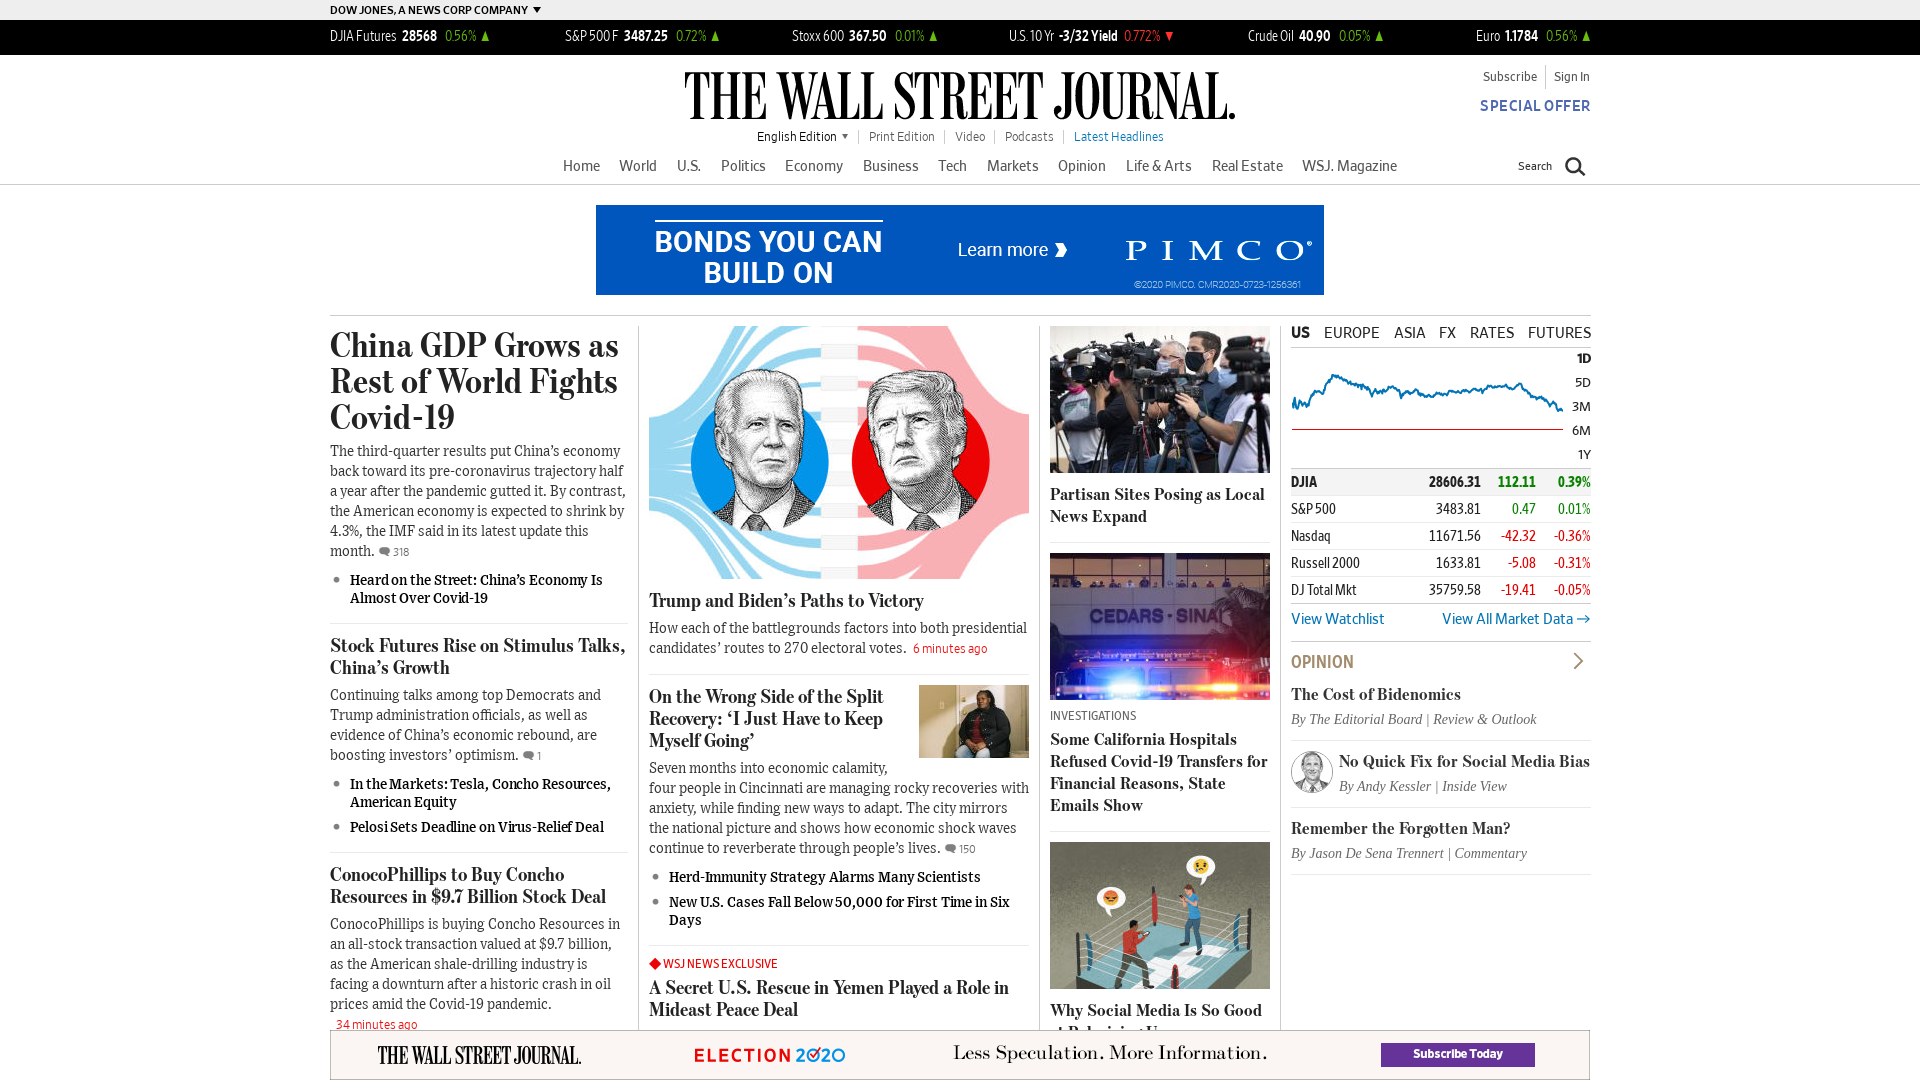 DOW JONES, A NEWS CORP COMPANY
DJIA Futures 28568 0.56%
S&P 500 F 3487.25 0.72%
Stoxx 600 367.50 0.01%
U.S. 10 Yr -3/32 Yield 0.772%
Crude Oil 40.90 0.05%
Euro 1.1784 0.56%
THE WALL STREET JOURNAL.
Subscribe
Sign In
SPECIAL OFFER
English Edition
Print Edition
Video
Podcasts
Latest Headlines
Home
World
U.S.
Politics
Economy
Business
Tech
Markets
Opinion
Life & Arts
Real Estate
WSJ. Magazine
Search
BONDS YOU CAN
BUILD ON
Learn more
PIMCO®
©2020 PIMCO. CMR2020-0723-1256361
China GDP Grows as
Rest of World Fights
Covid-19
The third-quarter results put China’s economy
back toward its pre-coronavirus trajectory half
a year after the pandemic gutted it. By contrast,
the American economy is expected to shrink by
4.3%, the IMF said in its latest update this
month. 318
Heard on the Street: China’s Economy Is
Almost Over Covid-19
Stock Futures Rise on Stimulus Talks,
China’s Growth
Continuing talks among top Democrats and
Trump administration officials, as well as
evidence of China’s economic rebound, are
boosting investors’ optimism. 1
In the Markets: Tesla, Concho Resources,
American Equity
Pelosi Sets Deadline on Virus-Relief Deal
ConocoPhillips to Buy Concho
Resources in $9.7 Billion Stock Deal
ConocoPhillips is buying Concho Resources in
an all-stock transaction valued at $9.7 billion,
as the American shale-drilling industry is
facing a downturn after a historic crash in oil
prices amid the Covid-19 pandemic.
34 minutes ago
Trump and Biden’s Paths to Victory
How each of the battlegrounds factors into both presidential
candidates’ routes to 270 electoral votes. 6 minutes ago
On the Wrong Side of the Split
Recovery: ‘I Just Have to Keep
Myself Going’
Seven months into economic calamity,
four people in Cincinnati are managing rocky recoveries with
anxiety, while finding new ways to adapt. The city mirrors
the national picture and shows how economic shock waves
continue to reverberate through people’s lives. 150
Herd-Immunity Strategy Alarms Many Scientists
New U.S. Cases Fall Below 50,000 for First Time in Six
Days
WSJ NEWS EXCLUSIVE
A Secret U.S. Rescue in Yemen Played a Role in
Mideast Peace Deal
Partisan Sites Posing as Local
News Expand
CEDARS-SINAI
INVESTIGATIONS
Some California Hospitals
Refused Covid-19 Transfers for
Financial Reasons, State
Emails Show
Why Social Media Is So Good
US
EUROPE
ASIA
FX
RATES
FUTURES
1D
5D
3M
6M
1Y
DJIA 28606.31 112.11 0.39%
S&P 500 3483.81 0.47 0.01%
Nasdaq 11671.56 -42.32 -0.36%
Russell 2000 1633.81 -5.08 -0.31%
DJ Total Mkt 35759.58 -19.41 -0.05%
View Watchlist
View All Market Data
OPINION
The Cost of Bidenomics
By The Editorial Board | Review & Outlook
No Quick Fix for Social Media Bias
By Andy Kessler | Inside View
Remember the Forgotten Man?
By Jason De Sena Trennert | Commentary
THE WALL STREET JOURNAL.
ELECTION 2020
Less Speculation. More Information.
Subscribe Today